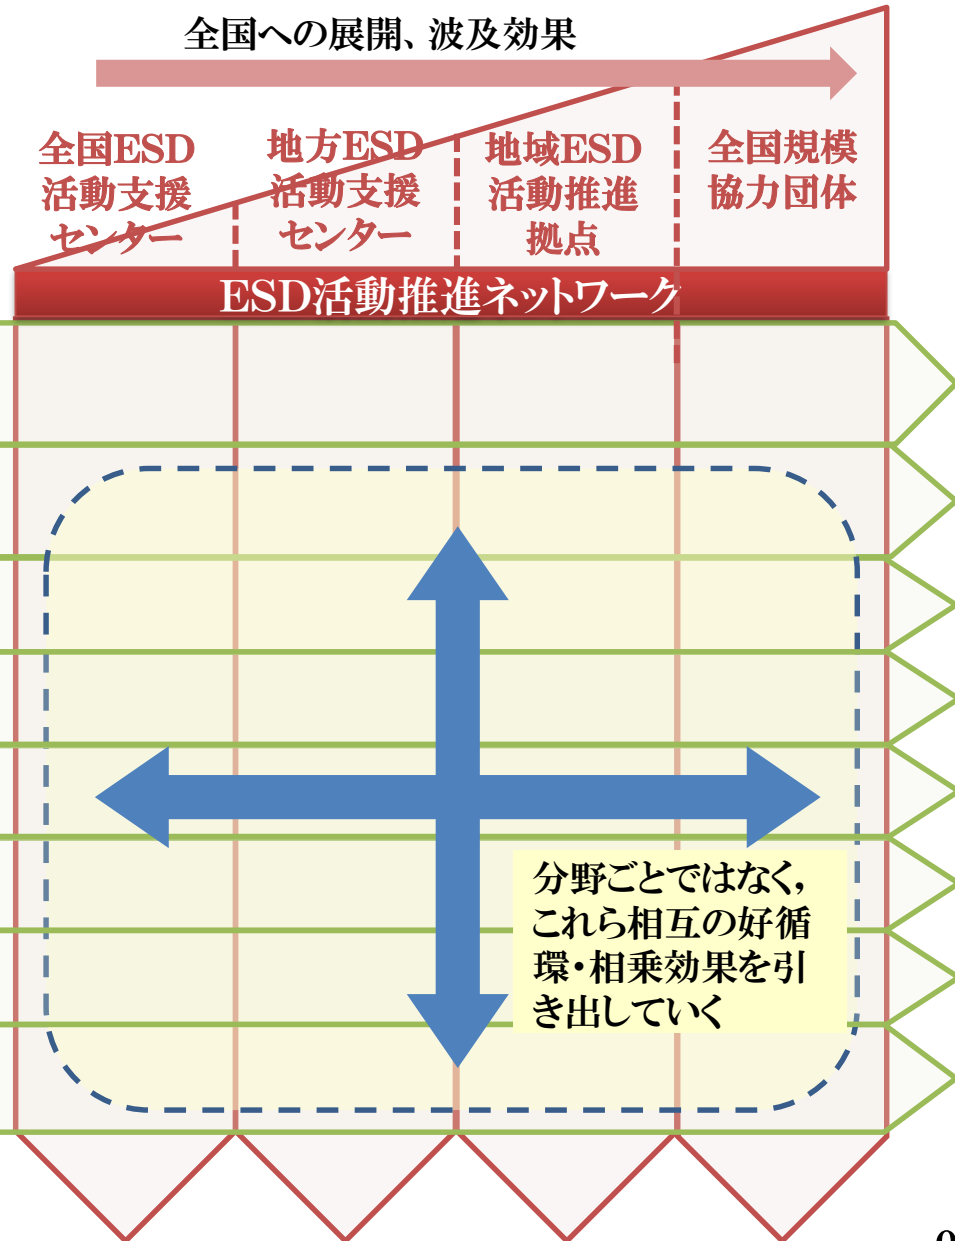 全国への展開、波及効果
全国ESD
活動支援
センター
地方ESD
活動支援
センター
地域ESD
活動推進
拠点
全国規模
協力団体
ESD活動推進ネットワーク
分野ごとではなく，
これら相互の好循
環・相乗効果を引
き出していく